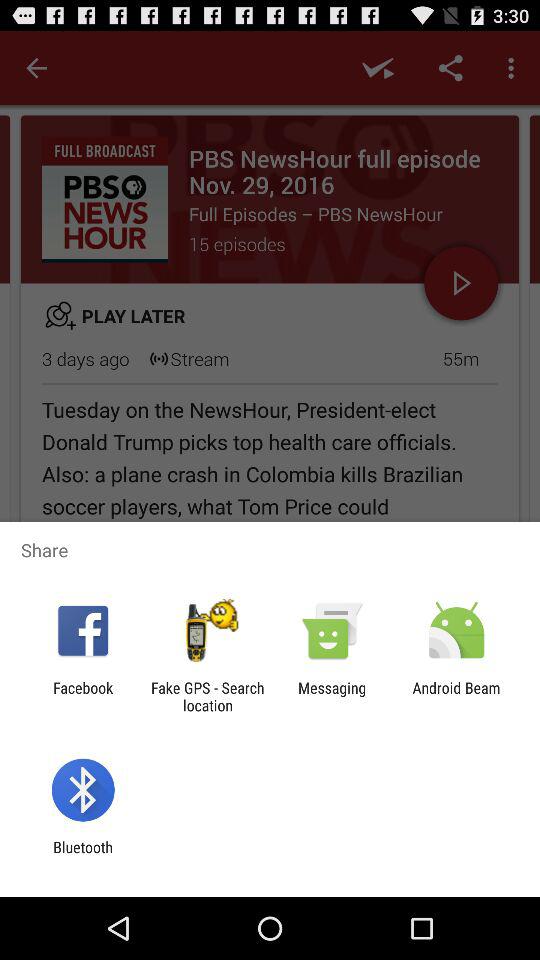 3:30
FULL BROADCAST
PBS
NEWS
HOUR
PBS NewsHour full episode
Nov. 29, 2016
Full Episodes – PBS NewsHour
15 episodes
PLAY LATER
3 days ago Stream 55m
Tuesday on the NewsHour, President-elect
Donald Trump picks top health care officials.
Also: a plane crash in Colombia kills Brazilian
soccer players, what Tom Price could
Share
Facebook
Fake GPS - Search
location
Messaging
Android Beam
Bluetooth